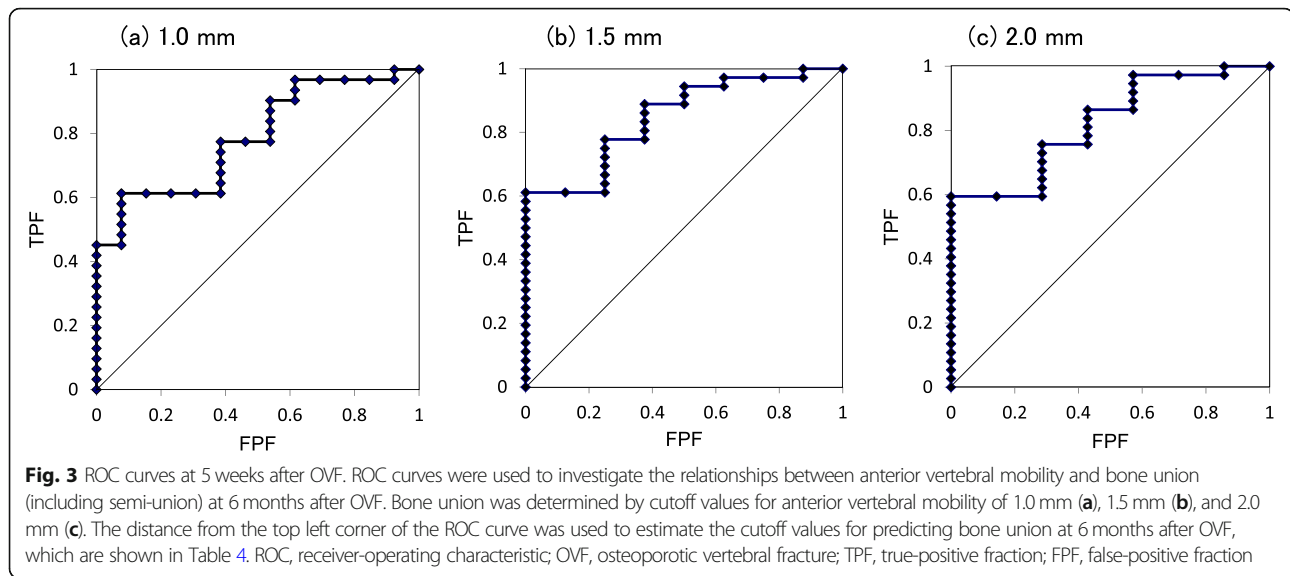 (a) 1.0 mm
1
0.8
0.6
0.4
0.2
0
TPF
0 0.2 0.4 0.6 0.8 1
FPF
(b) 1.5 mm
1
0.8
0.6
0.4
0.2
0
TPF
0 0.2 0.4 0.6 0.8 1
FPF
(c) 2.0 mm
1
0.8
0.6
0.4
0.2
0
TPF
0 0.2 0.4 0.6 0.8 1
FPF
Fig. 3 ROC curves at 5 weeks after OVF. ROC curves were used to investigate the relationships between anterior vertebral mobility and bone union
(including semi-union) at 6 months after OVF. Bone union was determined by cutoff values for anterior vertebral mobility of 1.0 mm (a), 1.5 mm (b), and 2.0
mm (c). The distance from the top left corner of the ROC curve was used to estimate the cutoff values for predicting bone union at 6 months after OVF,
which are shown in Table 4. ROC, receiver-operating characteristic; OVF, osteoporotic vertebral fracture; TPF, true-positive fraction; FPF, false-positive fraction